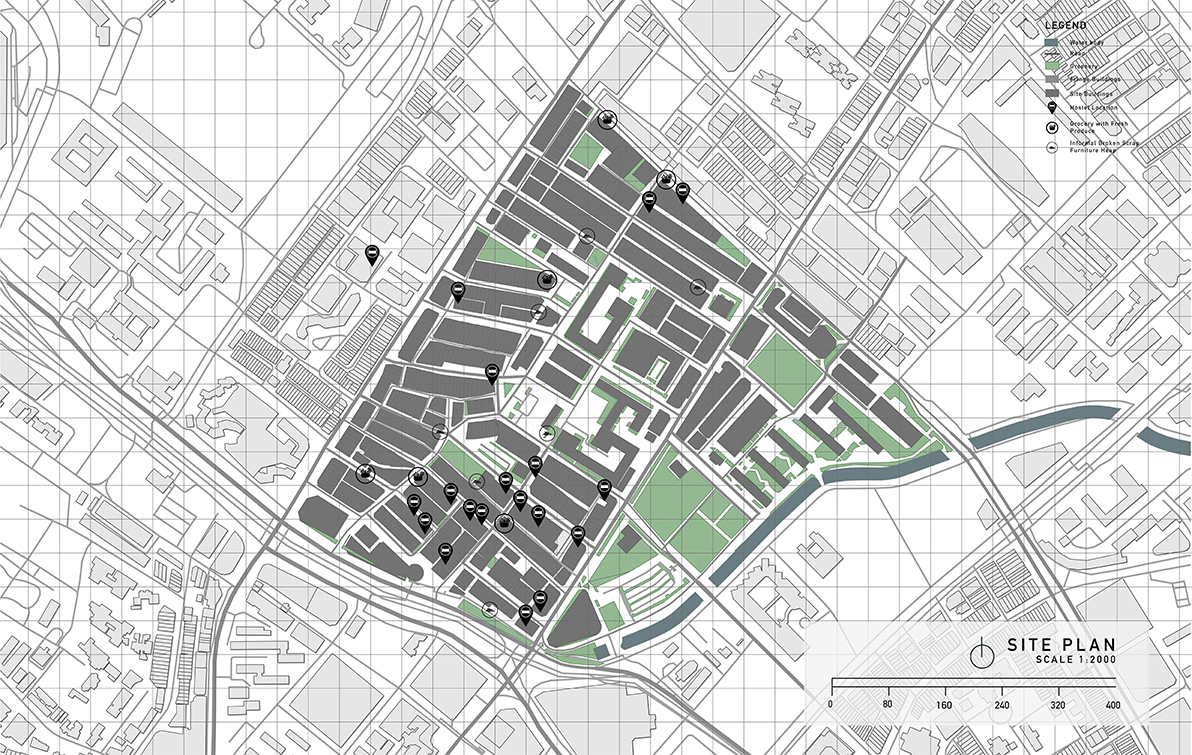 LEGEND
Water Body
Road
Greenery
Fringe Buildings
Site Buildings
Hostel Location
Grocery with Fresh
Produce
Informal Broken Scrap
Furniture Heap
SITE PLAN
SCALE 1:2000
0 80 160 240 320 400